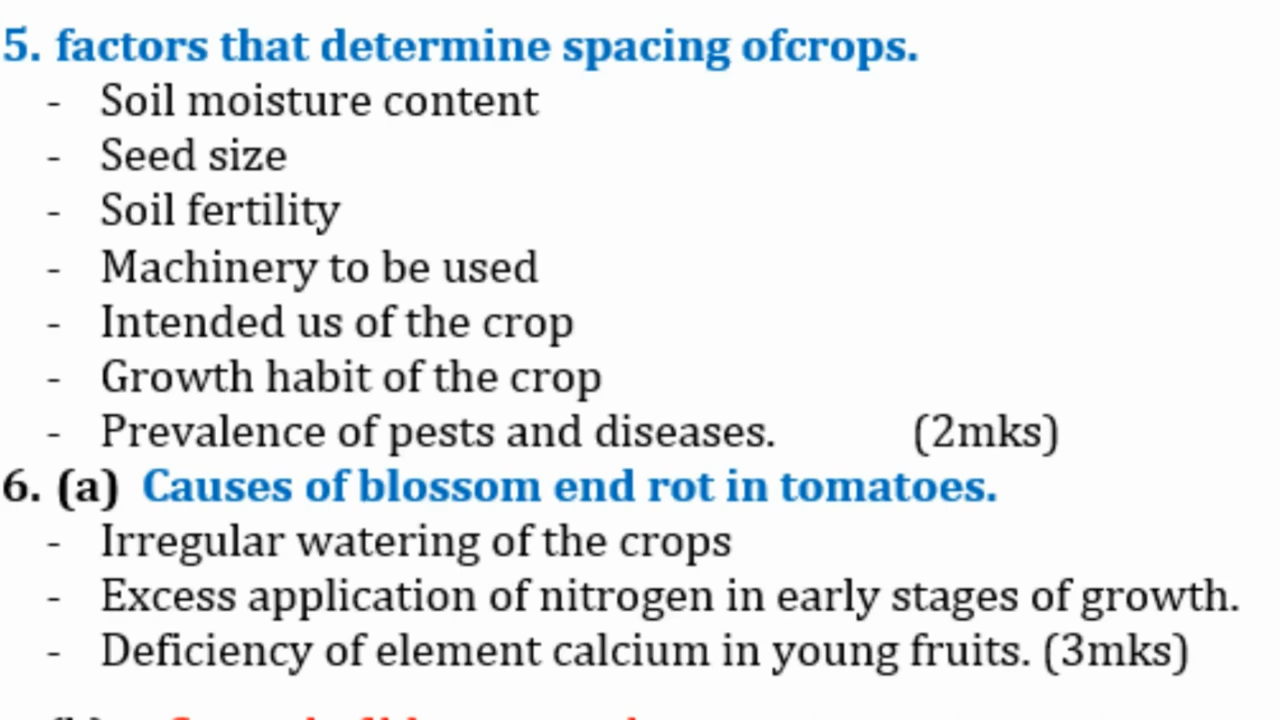 5. factors that determine spacing ofcrops.
- Soil moisture content
- Seed size
- Soil fertility
- Machinery to be used
- Intended us of the crop
- Growth habit of the crop
- Prevalence of pests and diseases. (2mks)
6. (a) Causes of blossom end rot in tomatoes.
- Irregular watering of the crops
- Excess application of nitrogen in early stages of growth.
- Deficiency of element calcium in young fruits. (3mks)